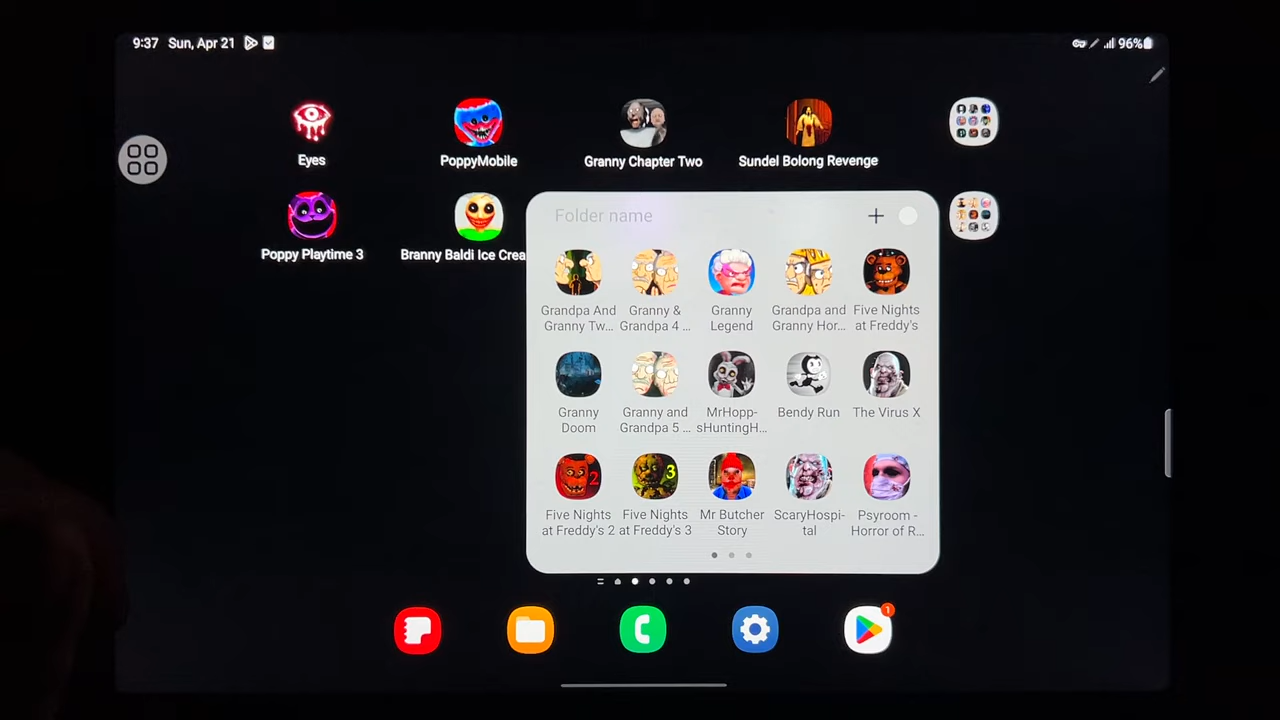 9:37 Sun, Apr 21
96%
Eyes
PoppyMobile
Granny Chapter Two
Sundel Bolong Revenge
Poppy Playtime 3
Branny Baldi Ice Crea
Folder name
Grandpa And
Granny Tw...
Granny &
Grandpa 4 ...
Granny
Legend
Grandpa and
Granny Hor...
Five Nights
at Freddy's
Granny
Doom
Granny and
Grandpa 5 ...
MrHopp-
sHuntingH...
Bendy Run
The Virus X
2
3
Five Nights
at Freddy's 2
Five Nights
at Freddy's 3
Mr Butcher
Story
ScaryHospi-
tal
Psyroom -
Horror of R...
1